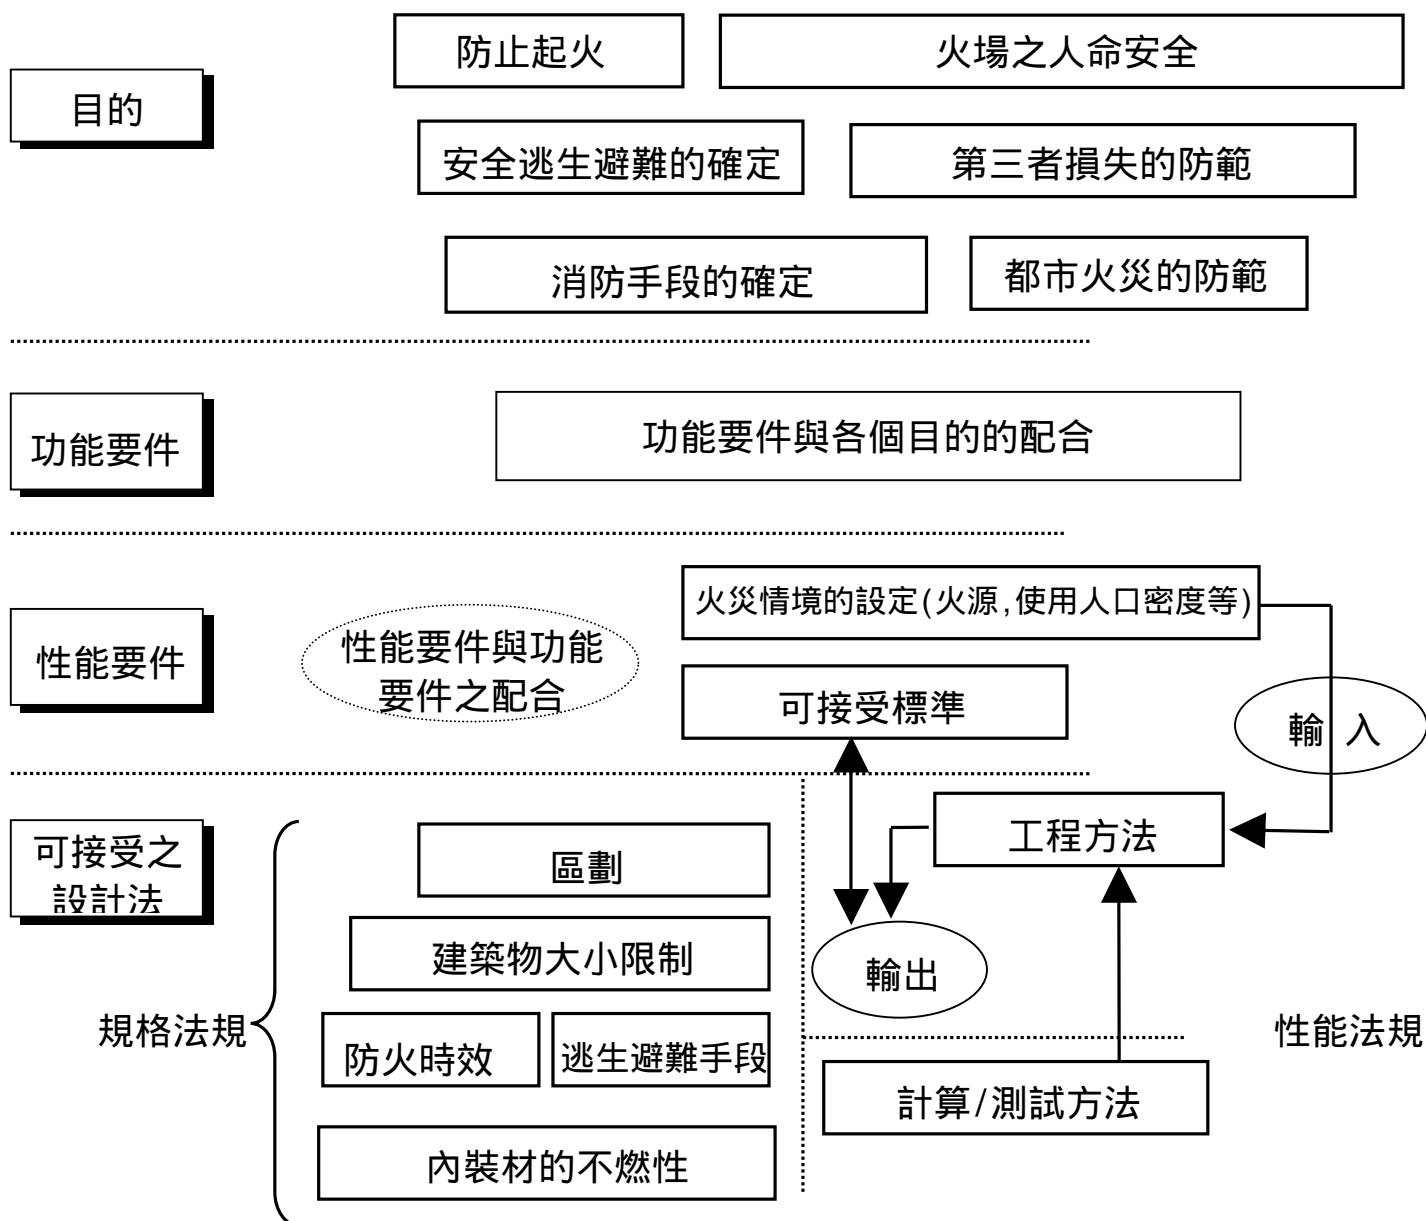 防止起火
火場之人命安全
目的
安全逃生避難的確定
第三者損失的防範
消防手段的確定
都市火災的防範
功能要件
功能要件與各個目的的配合
火災情境的設定(火源,使用人口密度等)
性能要件
性能要件與功能
要件之配合
可接受標準
輸 入
可接受之
設計法
區劃
工程方法
建築物大小限制
輸出
規格法規
防火時效
逃生避難手段
性能法規
計算/測試方法
內裝材的不燃性